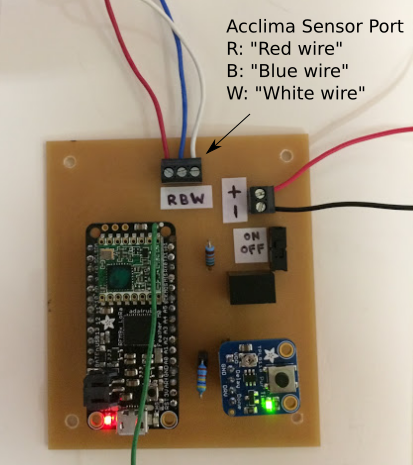 Acclima Sensor Port
R: "Red wire"
B: "Blue wire"
W: "White wire"
RBW
+
-
ON
OFF
adafruit